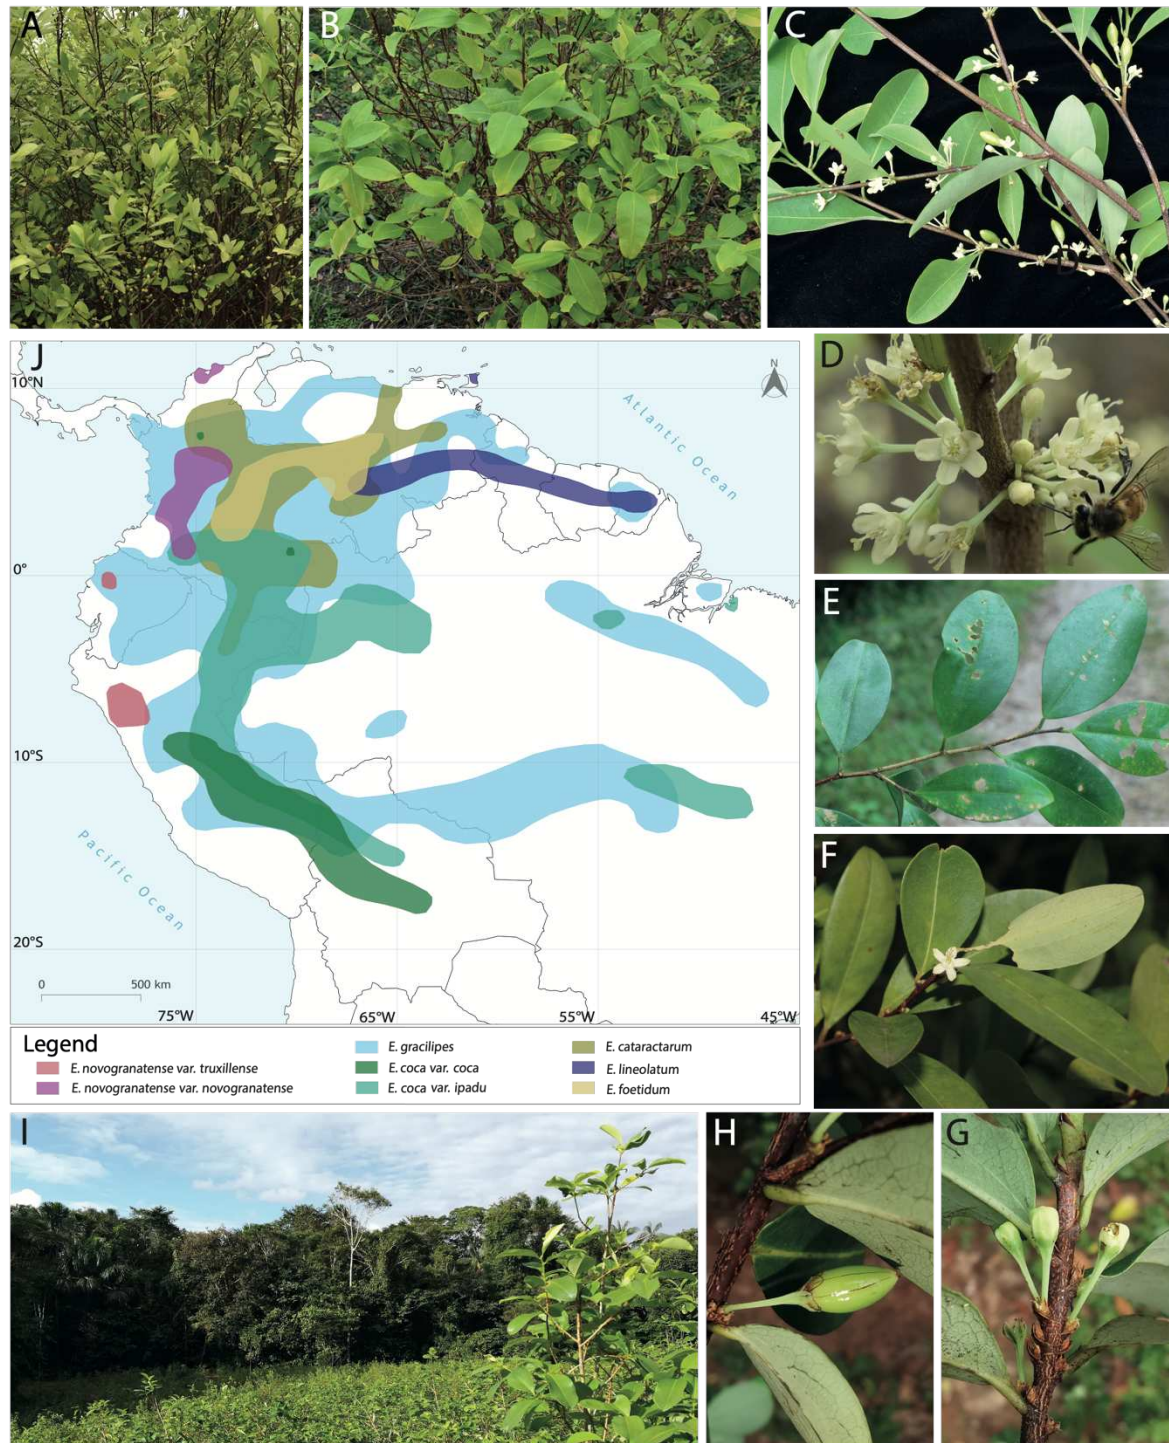 A
B
C
D
E
F
G
H
I
J
N
10°N
0°
10°S
20°S
75°W
65°W
55°W
45°W
Atlantic Ocean
Pacific Ocean
0
500 km
Legend
E. novogranatense var. truxillense
E. novogranatense var. novogranatense
E. gracilipes
E. coca var. coca
E. coca var. ipadu
E. cataractarum
E. lineolatum
E. foetidum